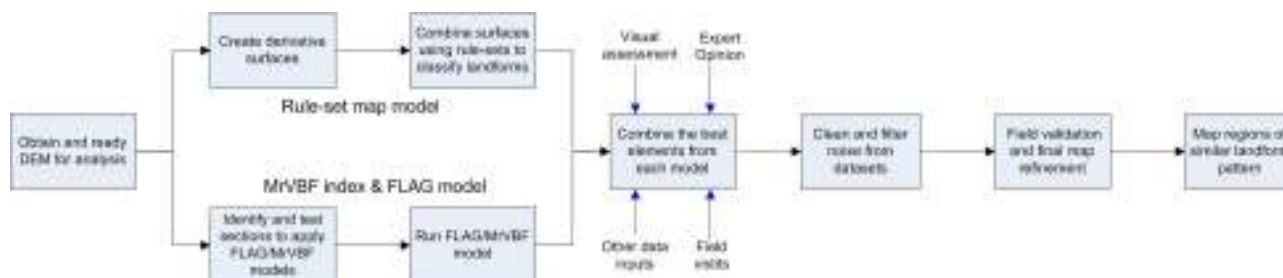 Obtain and ready
DEM for analysis
Create derivative
surfaces
Combine surfaces
using rule-sets to
classify landforms
Rule-set map model
MrVBF index & FLAG model
Identify and test
sections to apply
FLAG/MrVBF
models
Run FLAG/MrVBF
model
Visual
assessment
Expert
Opinion
Combine the best
elements from
each model
Other data
inputs
Field
visits
Clean and filter
noise from
datasets
Field validation
and final map
refinement
Map regions of
similar landform
pattern